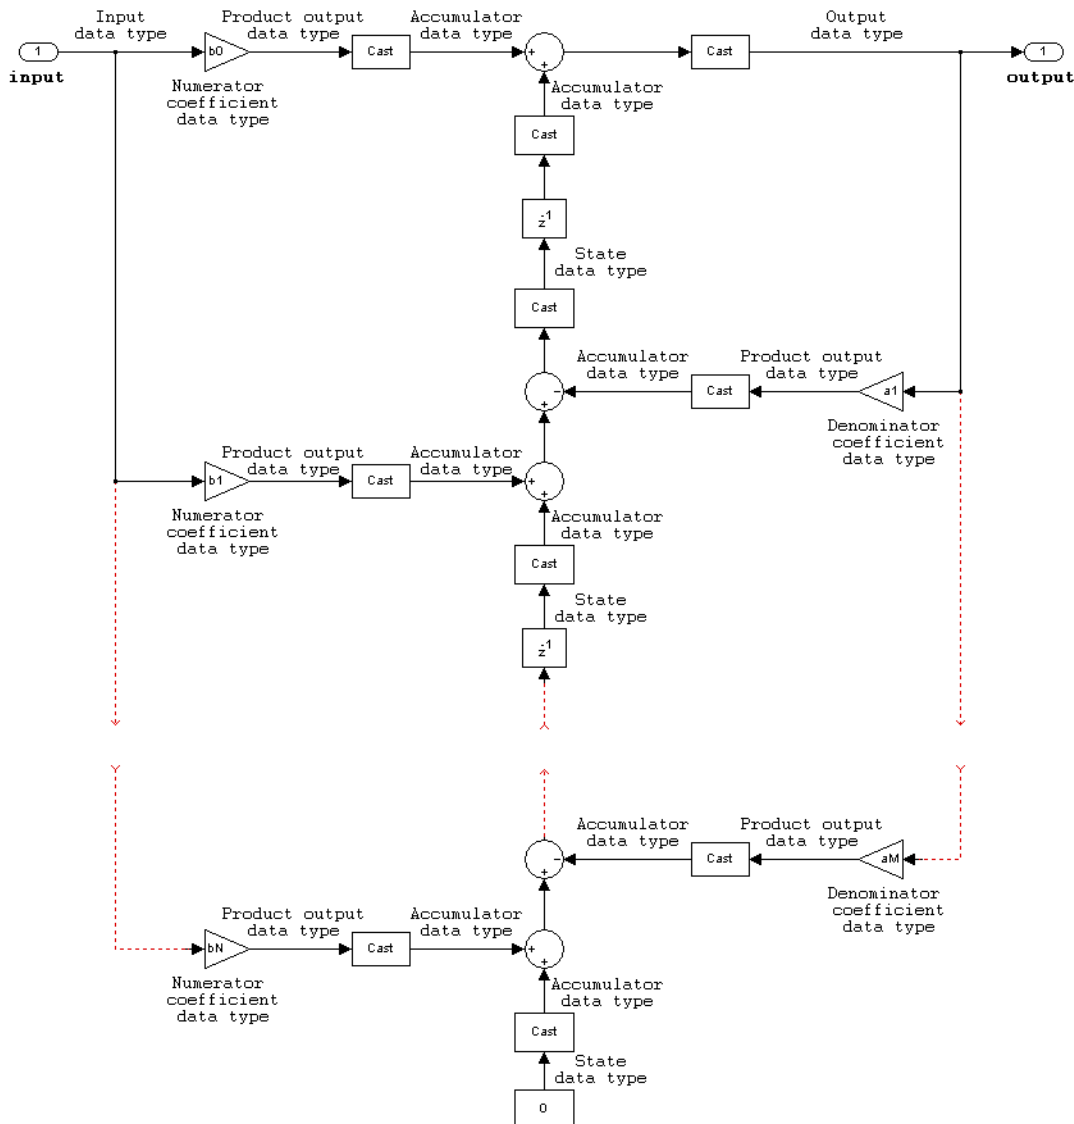 Input
data type
Product output
data type
Accumulator
data type
Output
data type
1
b0
Cast
+
+
Cast
1
input
output
Numerator
coefficient
data type
Accumulator
data type
Cast
z-1
State
data type
Cast
Accumulator
data type
Product output
data type
-
+
Cast
a1
Denominator
coefficient
data type
Product output
data type
Accumulator
data type
b1
Cast
+
+
Numerator
coefficient
data type
Accumulator
data type
Cast
State
data type
z-1
Accumulator
data type
Product output
data type
-
+
Cast
aM
Denominator
coefficient
data type
Product output
data type
Accumulator
data type
bN
Cast
+
+
Numerator
coefficient
data type
Accumulator
data type
Cast
State
data type
0